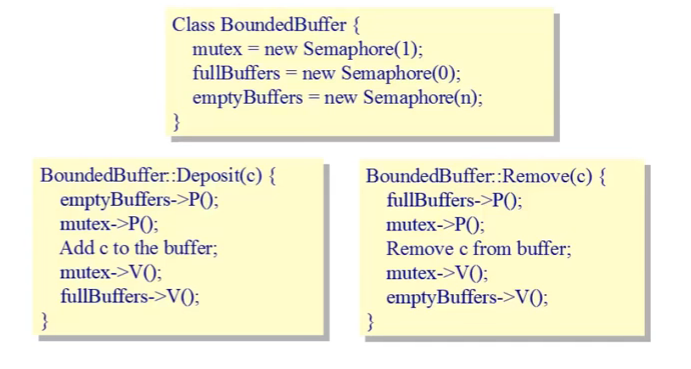 Class BoundedBuffer {
mutex = new Semaphore(1);
fullBuffers = new Semaphore(0);
emptyBuffers = new Semaphore(n);
}
BoundedBuffer::Deposit(c) {
emptyBuffers->P();
mutex->P();
Add c to the buffer;
mutex->V();
fullBuffers->V();
}
BoundedBuffer::Remove(c) {
fullBuffers->P();
mutex->P();
Remove c from buffer;
mutex->V();
emptyBuffers->V();
}